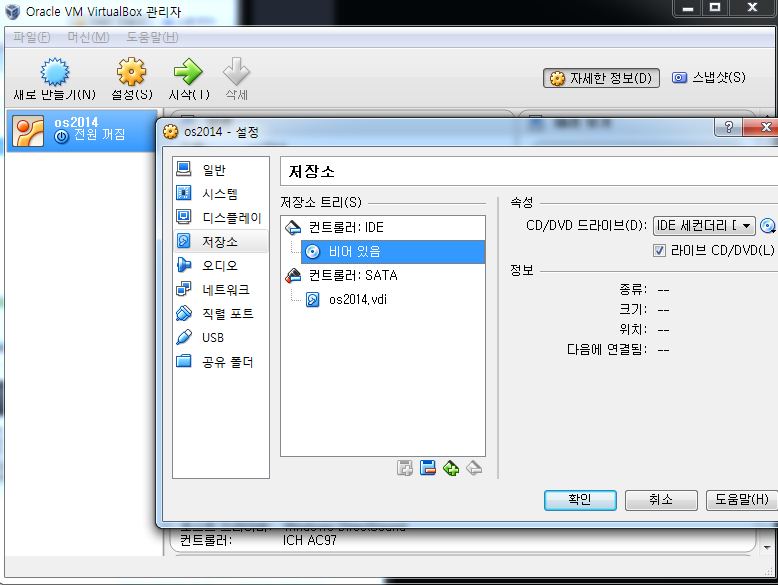 Oracle VM VirtualBox 관리자
파일(F) 머신(M) 도움말(H)
새로 만들기(N) 설정(S) 시작(T) 삭제 자세한 정보(D) 스냅샷(S)
os2014
전원 꺼짐
os2014 - 설정
일반
시스템
디스플레이
저장소
오디오
네트워크
직렬 포트
USB
공유 폴더
저장소
저장소 트리(S)
컨트롤러: IDE
비어 있음
컨트롤러: SATA
os2014.vdi
속성
CD/DVD 드라이브(D): IDE 세컨더리
라이브 CD/DVD(L)
정보
종류: --
크기: --
위치: --
다음에 연결됨: --
확인 취소 도움말(H)
컨트롤러: ICH AC97